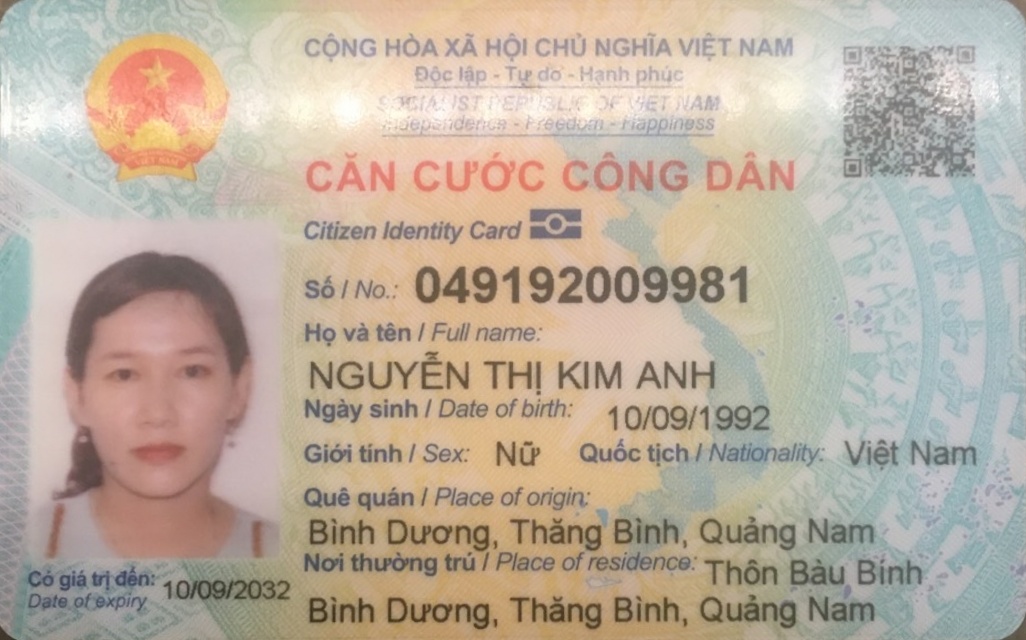 CỘNG HÒA XÃ HỘI CHỦ NGHĨA VIỆT NAM
Độc lập - Tự do - Hạnh phúc
SOCIALIST REPUBLIC OF VIET NAM
Independence - Freedom - Happiness
VIỆT NAM
CĂN CƯỚC CÔNG DÂN
Citizen Identity Card
Số / No.: 049192009981
Họ và tên / Full name:
NGUYỄN THỊ KIM ANH
Ngày sinh / Date of birth: 10/09/1992
Giới tính / Sex: Nữ Quốc tịch / Nationality: Việt Nam
Quê quán / Place of origin:
Bình Dương, Thăng Bình, Quảng Nam
Nơi thường trú / Place of residence: Thôn Bàu Bính
Bình Dương, Thăng Bình, Quảng Nam
Có giá trị đến: 10/09/2032
Date of expiry